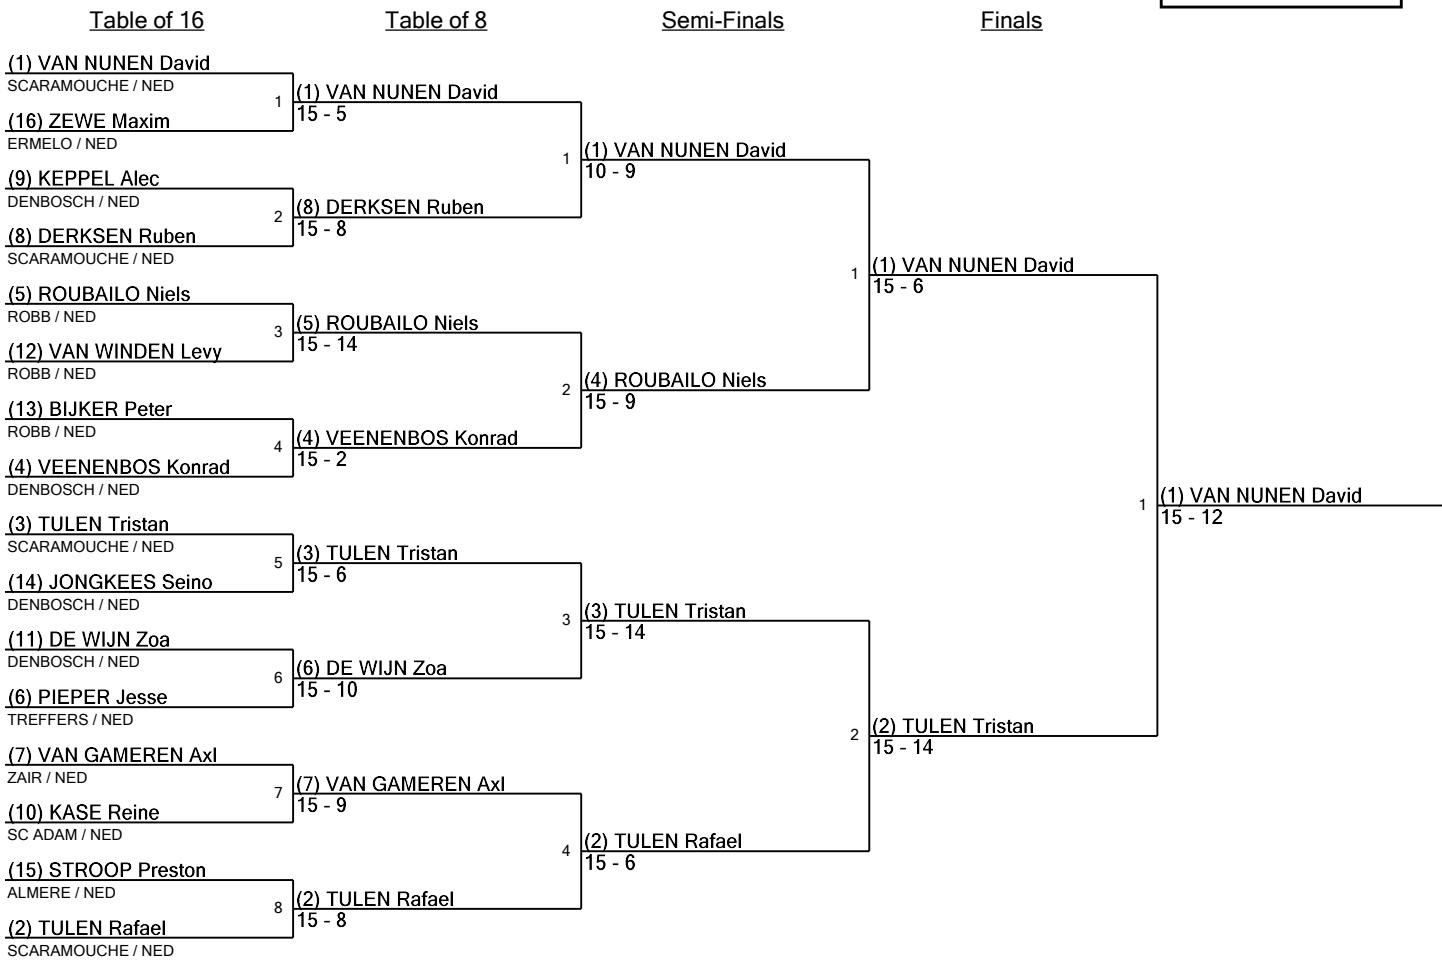 Table of 16
Table of 8
Semi-Finals
Finals
(1) VAN NUNEN David
SCARAMOUCHE / NED
1
(16) ZEWE Maxim
ERMELO / NED
(9) KEPPEL Alec
DENBOSCH / NED
2
(8) DERKSEN Ruben
SCARAMOUCHE / NED
(5) ROUBAILO Niels
ROBB / NED
3
(12) VAN WINDEN Levy
ROBB / NED
(13) BIJKER Peter
ROBB / NED
4
(4) VEENENBOS Konrad
DENBOSCH / NED
(3) TULEN Tristan
SCARAMOUCHE / NED
5
(14) JONGKEES Seino
DENBOSCH / NED
(11) DE WIJN Zoa
DENBOSCH / NED
6
(6) PIEPER Jesse
TREFFERS / NED
(7) VAN GAMEREN Axl
ZAIR / NED
7
(10) KASE Reine
SC ADAM / NED
(15) STROOP Preston
ALMERE / NED
8
(2) TULEN Rafael
SCARAMOUCHE / NED
(1) VAN NUNEN David
15 - 5
1
(8) DERKSEN Ruben
15 - 8
(5) ROUBAILO Niels
15 - 14
2
(4) VEENENBOS Konrad
15 - 2
(3) TULEN Tristan
15 - 6
3
(6) DE WIJN Zoa
15 - 10
(7) VAN GAMEREN Axl
15 - 9
4
(2) TULEN Rafael
15 - 8
(1) VAN NUNEN David
10 - 9
1
(4) ROUBAILO Niels
15 - 9
(3) TULEN Tristan
15 - 14
2
(2) TULEN Rafael
15 - 6
(1) VAN NUNEN David
15 - 6
1
(2) TULEN Tristan
15 - 14
(1) VAN NUNEN David
15 - 12